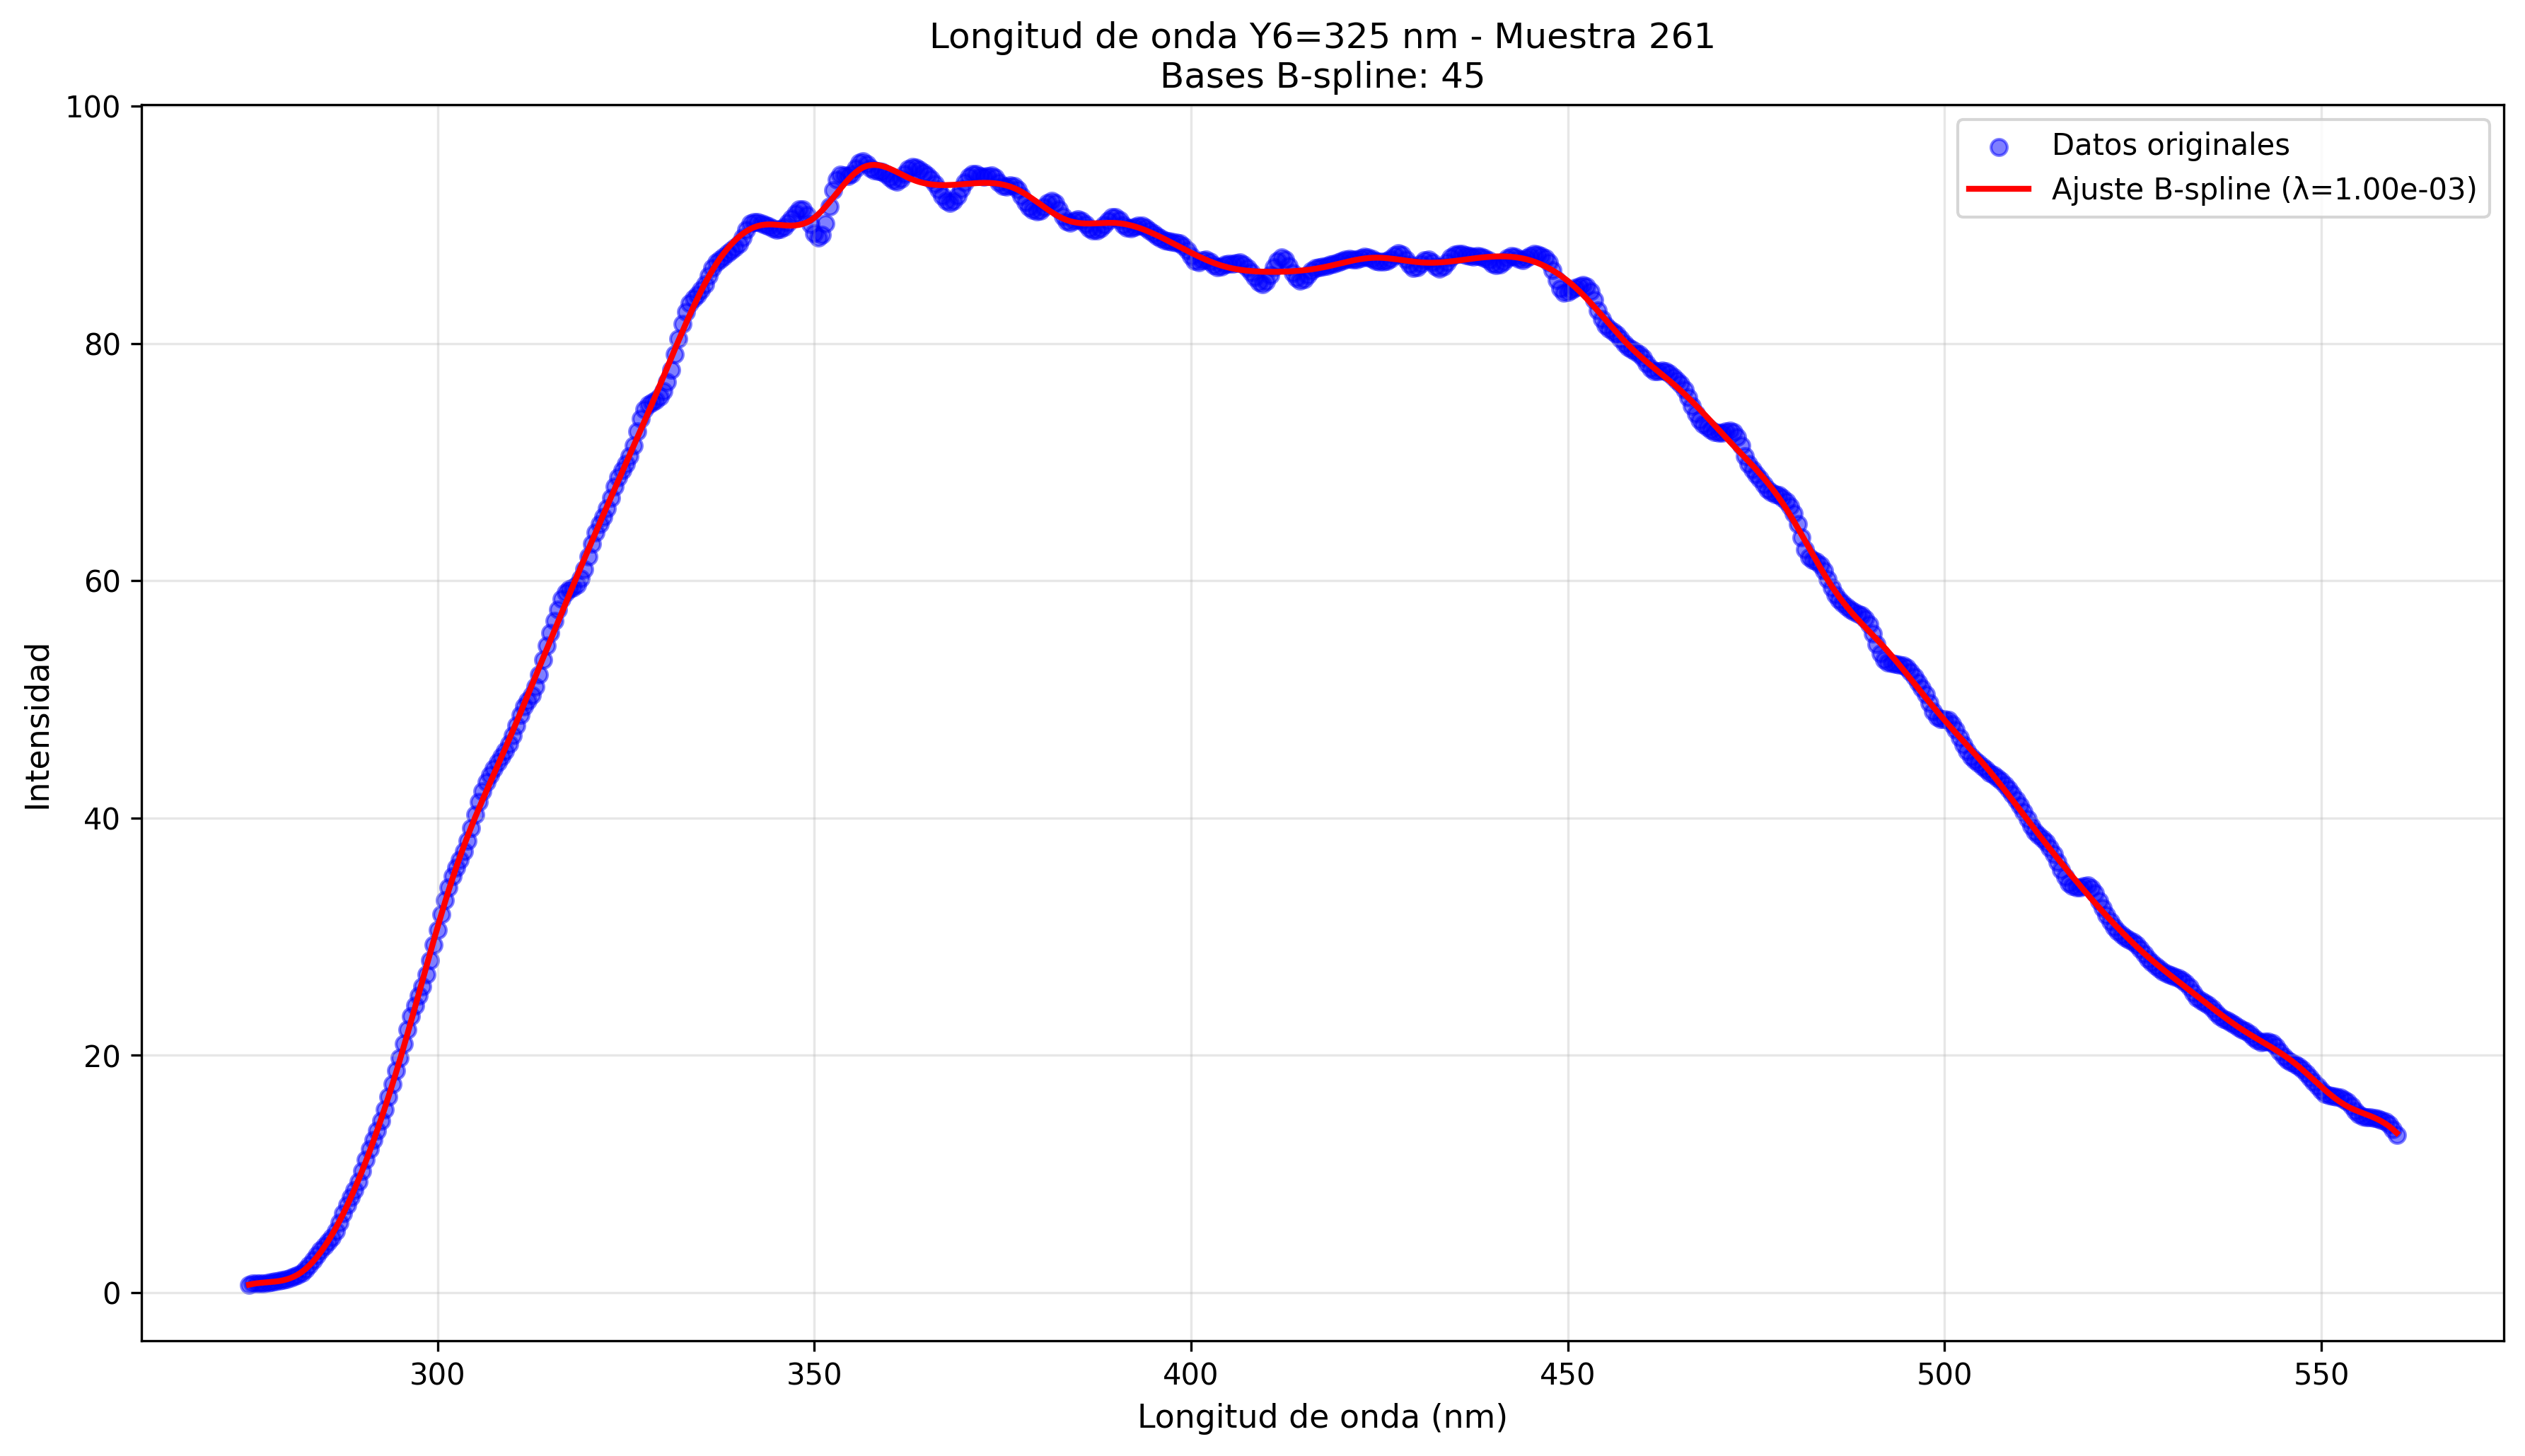 Longitud de onda Y6=325 nm - Muestra 261
Bases B-spline: 45
Datos originales
Ajuste B-spline (λ=1.00e-03)
Intensidad
100
80
60
40
20
0
300 350 400 450 500 550
Longitud de onda (nm)